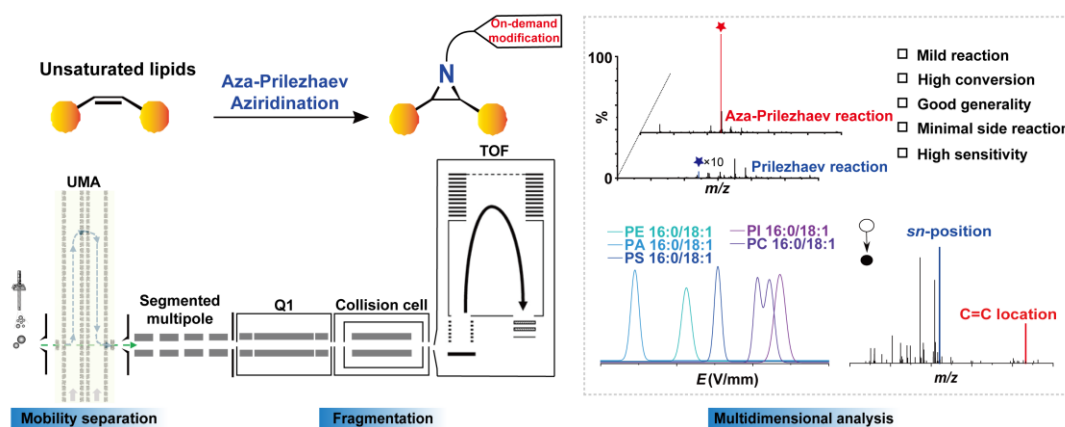 Unsaturated lipids
Aza-Prilezhaev
Aziridination
On-demand
modification
N
TOF
UMA
Segmented
multipole
Q1
Collision cell
Mobility separation
Fragmentation
100
%
0
Aza-Prilezhaev reaction
×10
Prilezhaev reaction
m/z
Mild reaction
High conversion
Good generality
Minimal side reaction
High sensitivity
PE 16:0/18:1
PA 16:0/18:1
PS 16:0/18:1
PI 16:0/18:1
PC 16:0/18:1
E (V/mm)
sn-position
C=C location
m/z
Multidimensional analysis